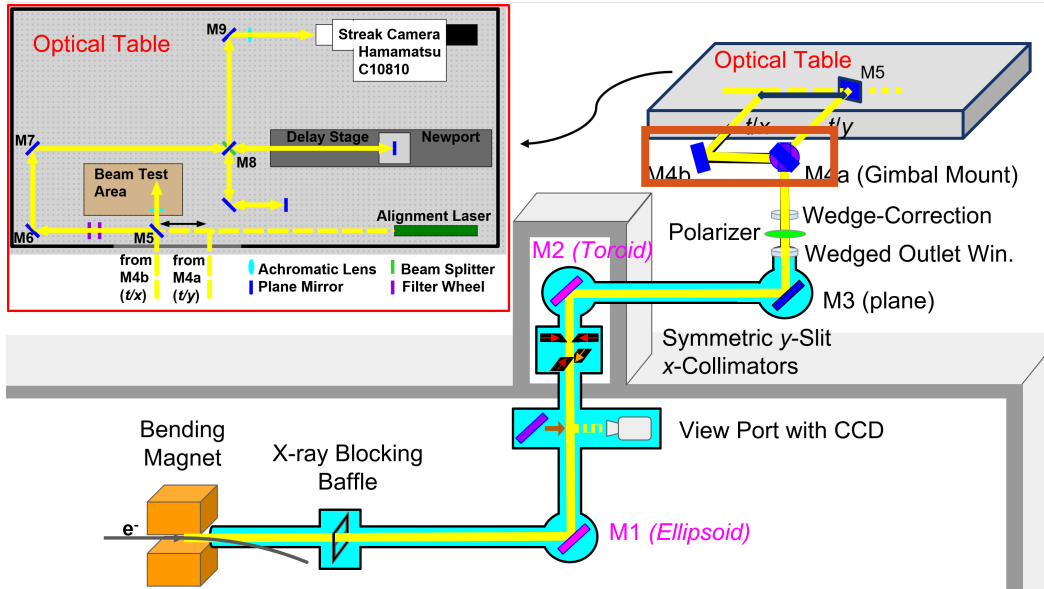 Optical Table
M9
Streak Camera
Hamamatsu
C10810
M7
Delay Stage
Newport
M8
Beam Test
Area
Alignment Laser
M6
M5
from
M4b
(t/x)
from
M4a
(t/y)
Achromatic Lens
Plane Mirror
Beam Splitter
Filter Wheel
Optical Table
M5
t/x
t/y
M4b
M4a (Gimbal Mount)
Wedge-Correction
Polarizer
Wedged Outlet Win.
M2 (Toroid)
M3 (plane)
Symmetric y-Slit
x-Collimators
View Port with CCD
Bending
Magnet
X-ray Blocking
Baffle
e-
M1 (Ellipsoid)